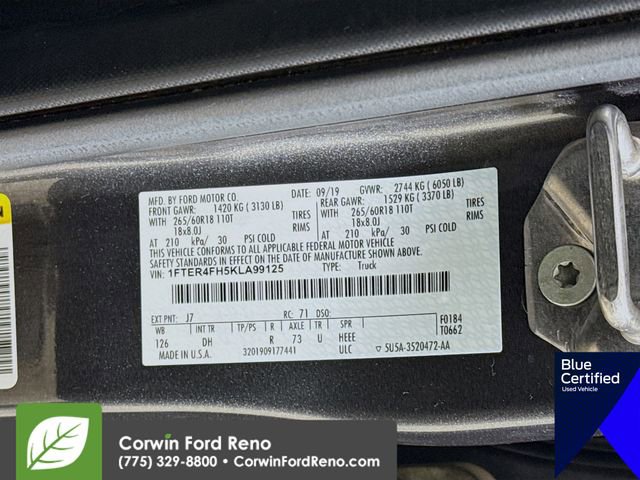 MFD. BY FORD MOTOR CO.
DATE: 09/19 GVWR: 2744 KG ( 6050 LB)
FRONT GAWR: 1420 KG ( 3130 LB) REAR GAWR: 1529 KG ( 3370 LB)
WITH 265/60R18 110T TIRES WITH 265/60R18 110T TIRES
18x8.0J RIMS 18x8.0J RIMS
AT 210 kPa/ 30 PSI COLD AT 210 kPa/ 30 PSI COLD
THIS VEHICLE CONFORMS TO ALL APPLICABLE FEDERAL MOTOR VEHICLE
SAFETY STANDARDS IN EFFECT ON THE DATE OF MANUFACTURE SHOWN ABOVE.
VIN: 1FTER4FH5KLA99125 TYPE: Truck
EXT PNT: J7 RC: 71 DSO: F0184
WB INT TR TP/PS R AXLE TR SPR T0662
126 DH R 73 U HEEE
MADE IN U.S.A. 3201909177441 ULC ▽ 5U5A-3520472-AA
Blue
Certified
Used Vehicle
Corwin Ford Reno
(775) 329-8800 • CorwinFordReno.com